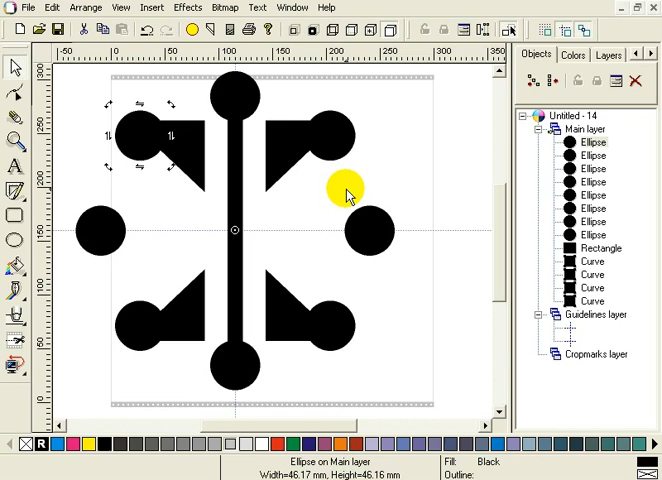 File Edit Arrange View Insert Effects Bitmap Text Window Help
-50 0 50 100 150 200 250 300 350
300
250
200
150
100
50
0
Objects Colors Layers
Untitled - 14
Main layer
Ellipse
Ellipse
Ellipse
Ellipse
Ellipse
Ellipse
Ellipse
Ellipse
Rectangle
Curve
Curve
Curve
Curve
Guidelines layer
Cropmarks layer
R
Ellipse on Main layer
Width=46.17 mm, Height=46.16 mm
Fill: Black
Outline: